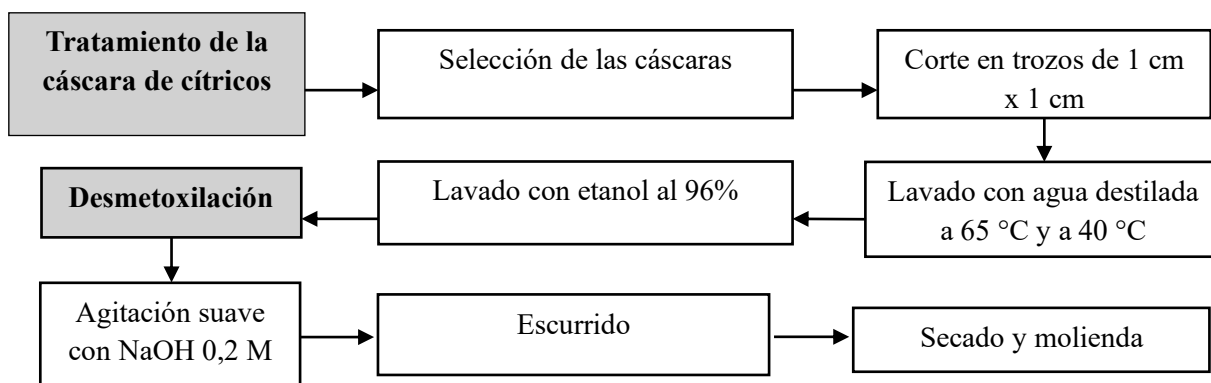 Tratamiento de la
cáscara de cítricos
Selección de las cáscaras
Corte en trozos de 1 cm
x 1 cm
Lavado con agua destilada
a 65 °C y a 40 °C
Lavado con etanol al 96%
Desmetoxilación
Agitación suave
con NaOH 0,2 M
Escurrido
Secado y molienda